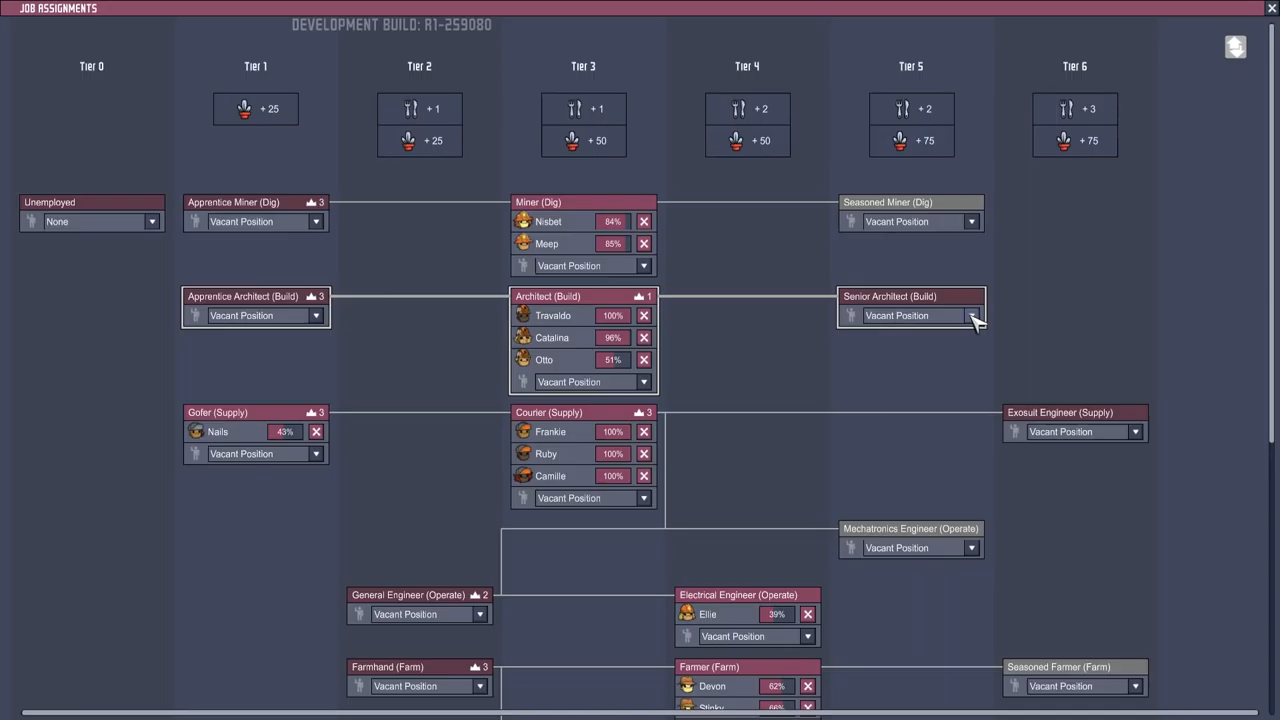 JOB ASSIGNMENTS
DEVELOPMENT BUILD: R1-259080
Tier 0 Tier 1 Tier 2 Tier 3 Tier 4 Tier 5 Tier 6
+ 25 + 1 + 1 + 2 + 2 + 3
+ 25 + 50 + 50 + 75 + 75
Unemployed Apprentice Miner (Dig) 3 Miner (Dig) Seasoned Miner (Dig)
None Vacant Position Nisbet 84% Vacant Position
Meep 85%
Vacant Position
Apprentice Architect (Build) 3 Architect (Build) 1 Senior Architect (Build)
Vacant Position Travaldo 100% Vacant Position
Catalina 96%
Otto 51%
Vacant Position
Gofer (Supply) 3 Courier (Supply) 3 Exosuit Engineer (Supply)
Nails 43% Frankie 100% Vacant Position
Vacant Position Ruby 100%
Camille 100%
Vacant Position
Mechatronics Engineer (Operate)
Vacant Position
General Engineer (Operate) 2 Electrical Engineer (Operate)
Vacant Position Ellie 39%
Vacant Position
Farmhand (Farm) 3 Farmer (Farm) Seasoned Farmer (Farm)
Vacant Position Devon 62% Vacant Position
Stinky 66%